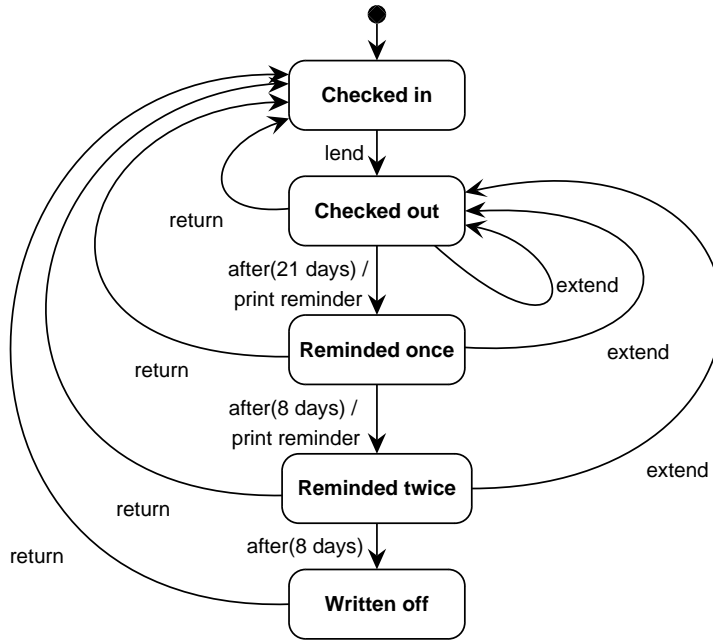 Checked in
lend
Checked out
return
after(21 days) /
print reminder
extend
Reminded once
extend
return
after(8 days) /
print reminder
Reminded twice
extend
return
after(8 days)
return
Written off